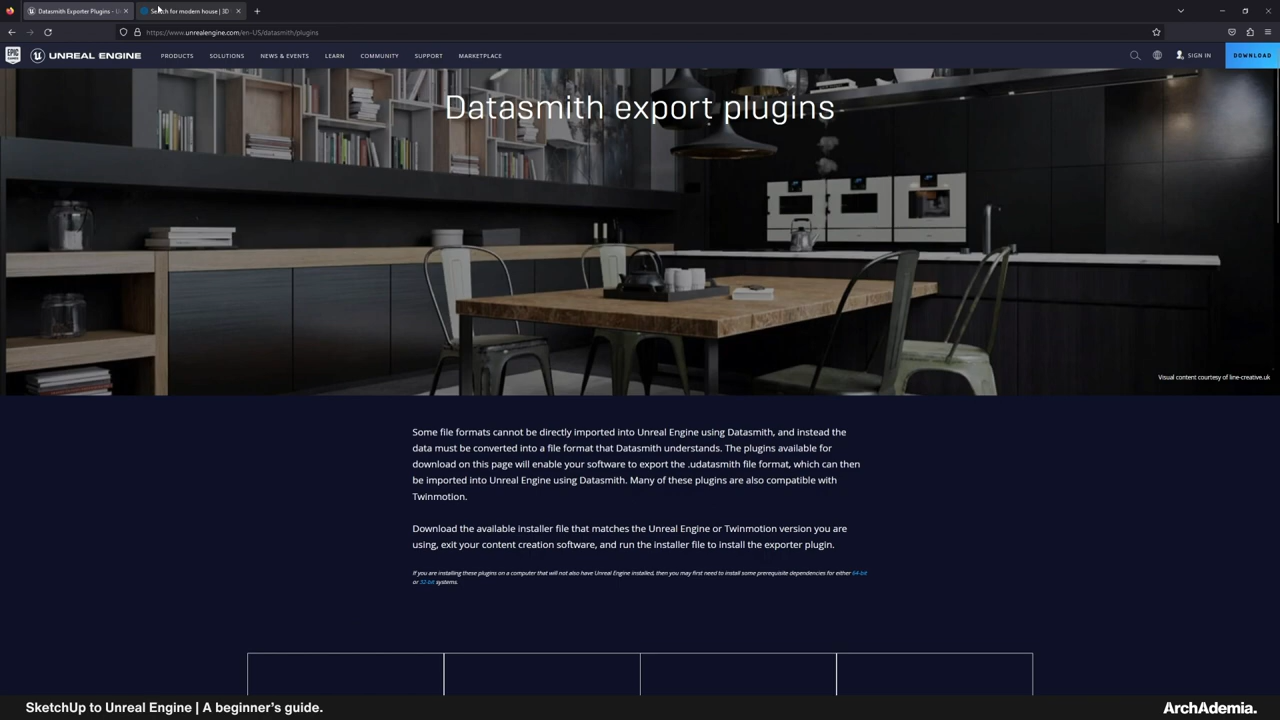 Datasmith Exporter Plugins - U
Search for modern house | 3D
https://www.unrealengine.com/en-US/datasmith/plugins
EPIC GAMES
UNREAL ENGINE
PRODUCTS
SOLUTIONS
NEWS & EVENTS
LEARN
COMMUNITY
SUPPORT
MARKETPLACE
SIGN IN
DOWNLOAD
Datasmith export plugins
Visual content courtesy of line-creative.uk
Some file formats cannot be directly imported into Unreal Engine using Datasmith, and instead the
data must be converted into a file format that Datasmith understands. The plugins available for
download on this page will enable your software to export the .udatasmith file format, which can then
be imported into Unreal Engine using Datasmith. Many of these plugins are also compatible with
Twinmotion.
Download the available installer file that matches the Unreal Engine or Twinmotion version you are
using, exit your content creation software, and run the installer file to install the exporter plugin.
If you are installing these plugins on a computer that will not also have Unreal Engine installed, then you may first need to install some prerequisite dependencies for either 64-bit
or 32-bit systems.
SketchUp to Unreal Engine | A beginner's guide.
ArchAdemia.